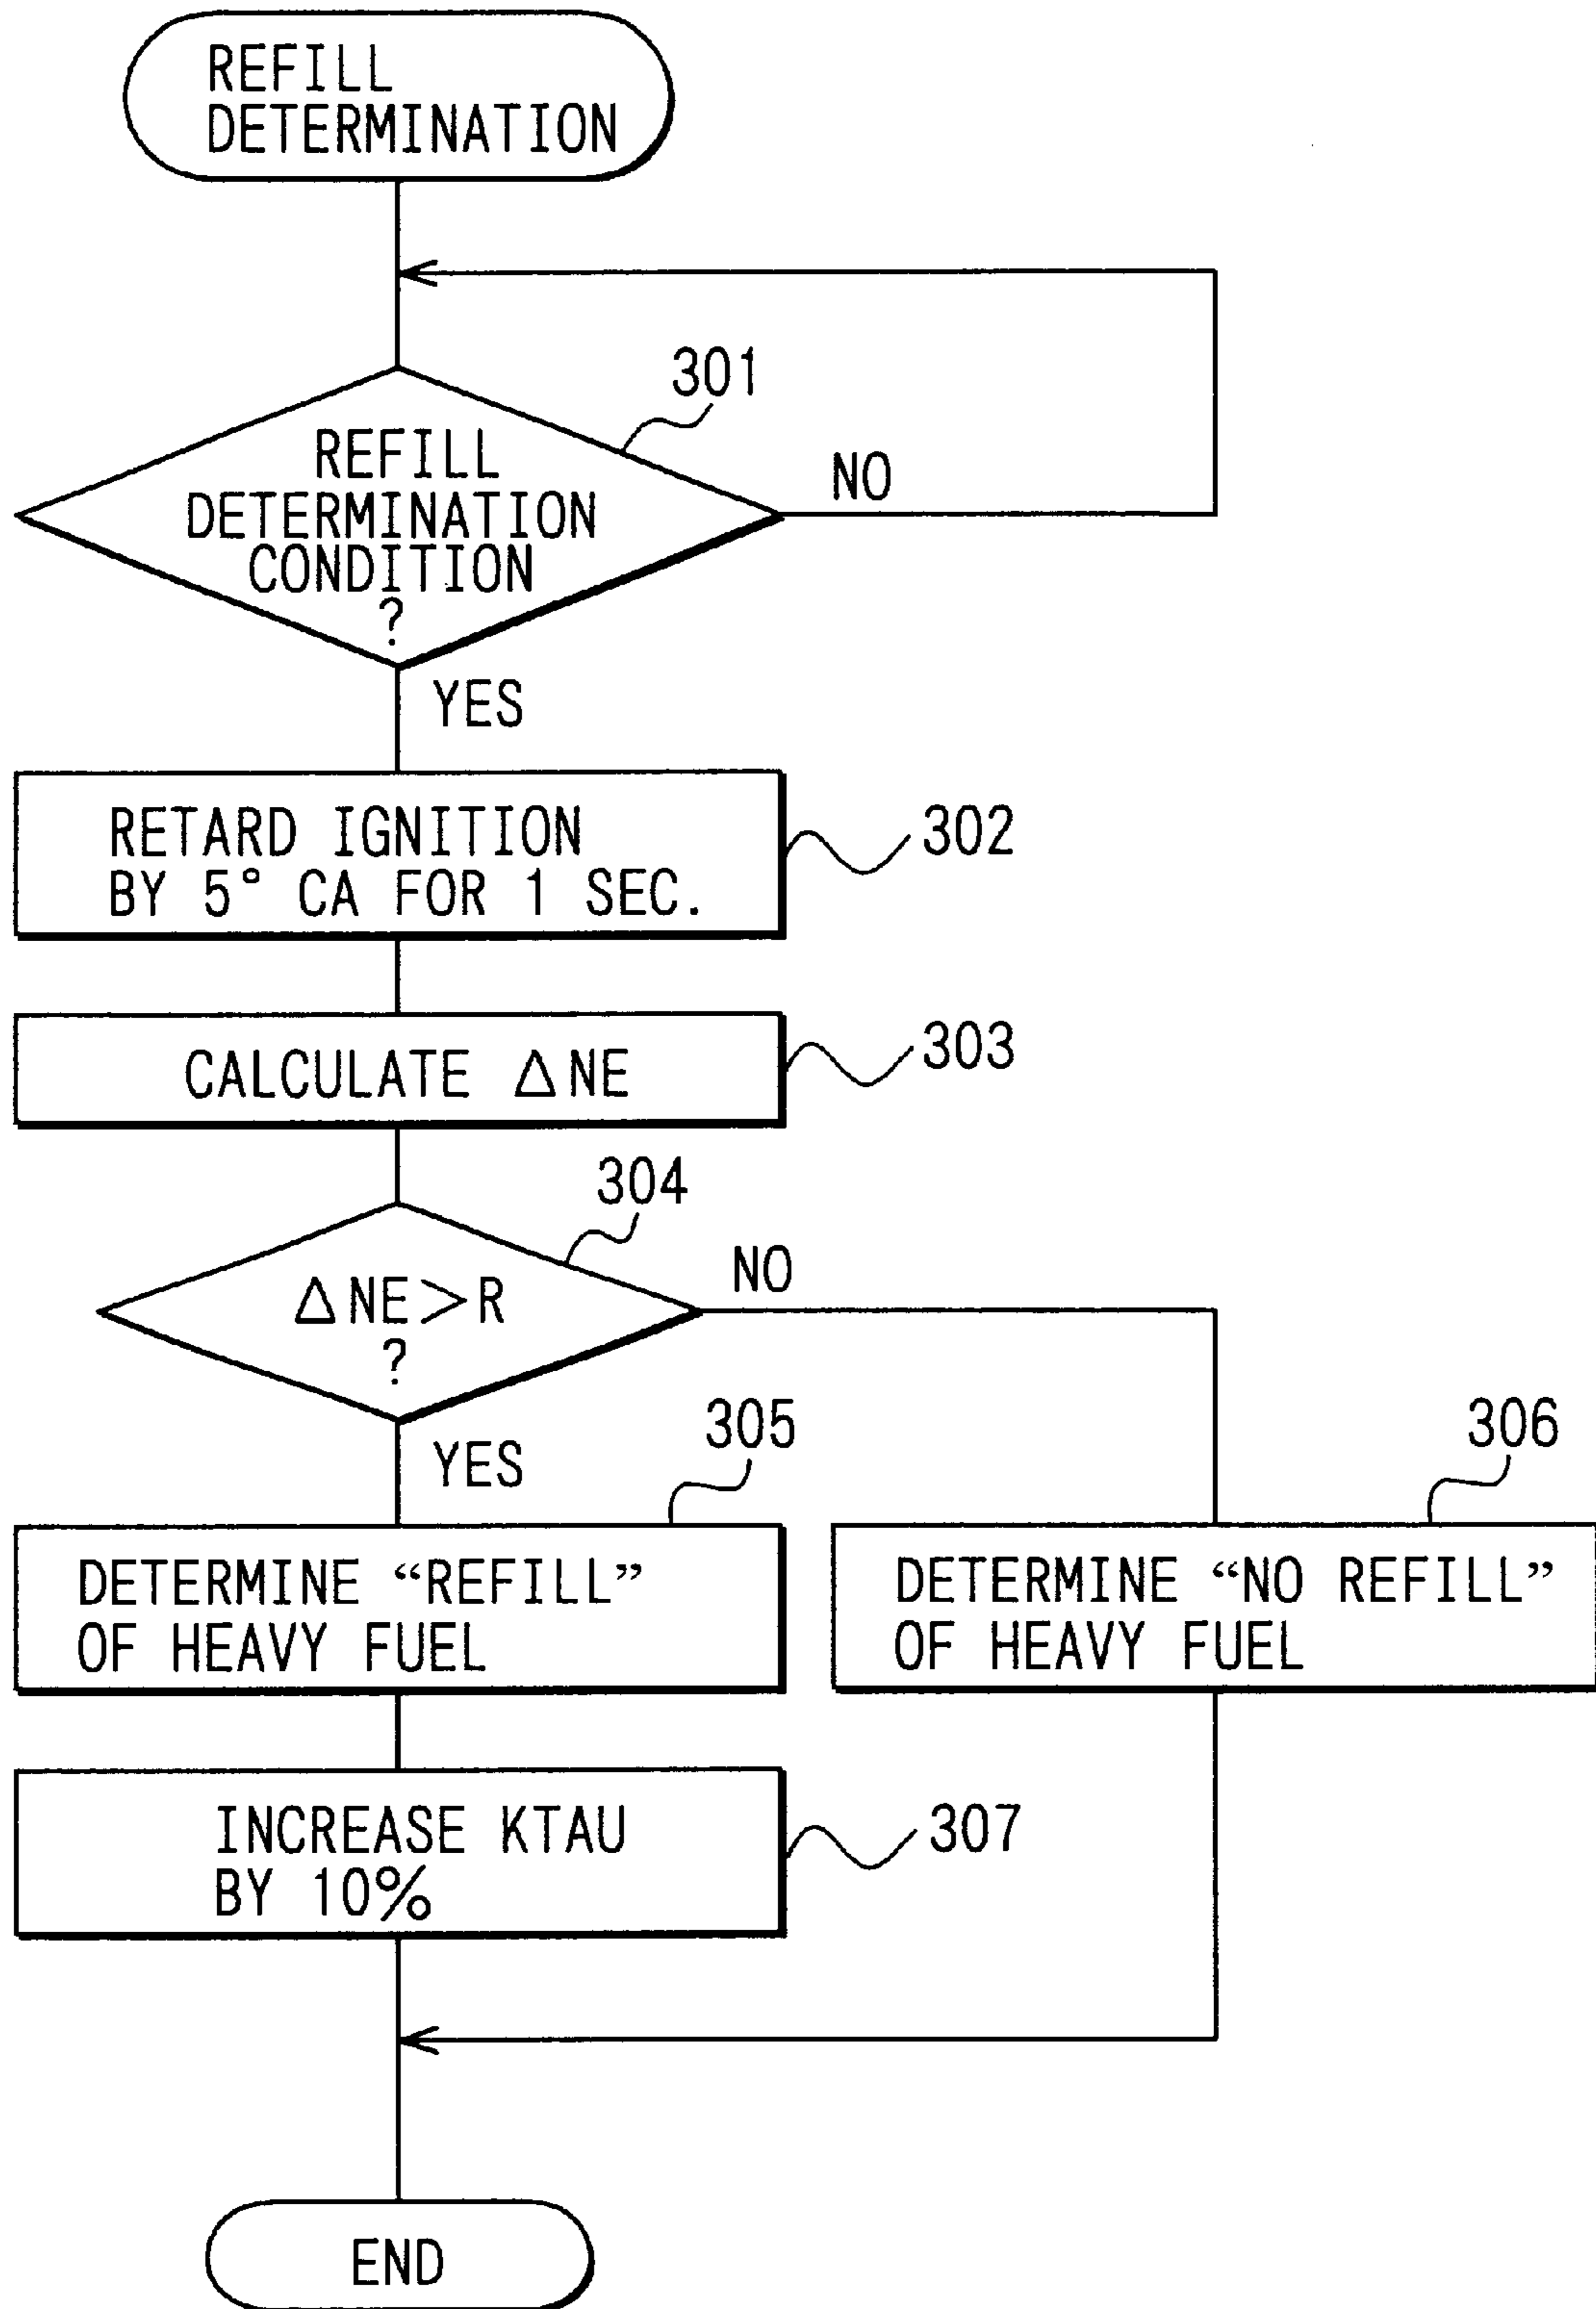 REFILL
DETERMINATION
301
REFILL
DETERMINATION
CONDITION
?
NO
YES
RETARD IGNITION
BY 5° CA FOR 1 SEC.
302
CALCULATE △NE
303
304
△NE>R
?
NO
YES
305
306
DETERMINE “REFILL”
OF HEAVY FUEL
DETERMINE “NO REFILL”
OF HEAVY FUEL
INCREASE KTAU
BY 10%
307
END